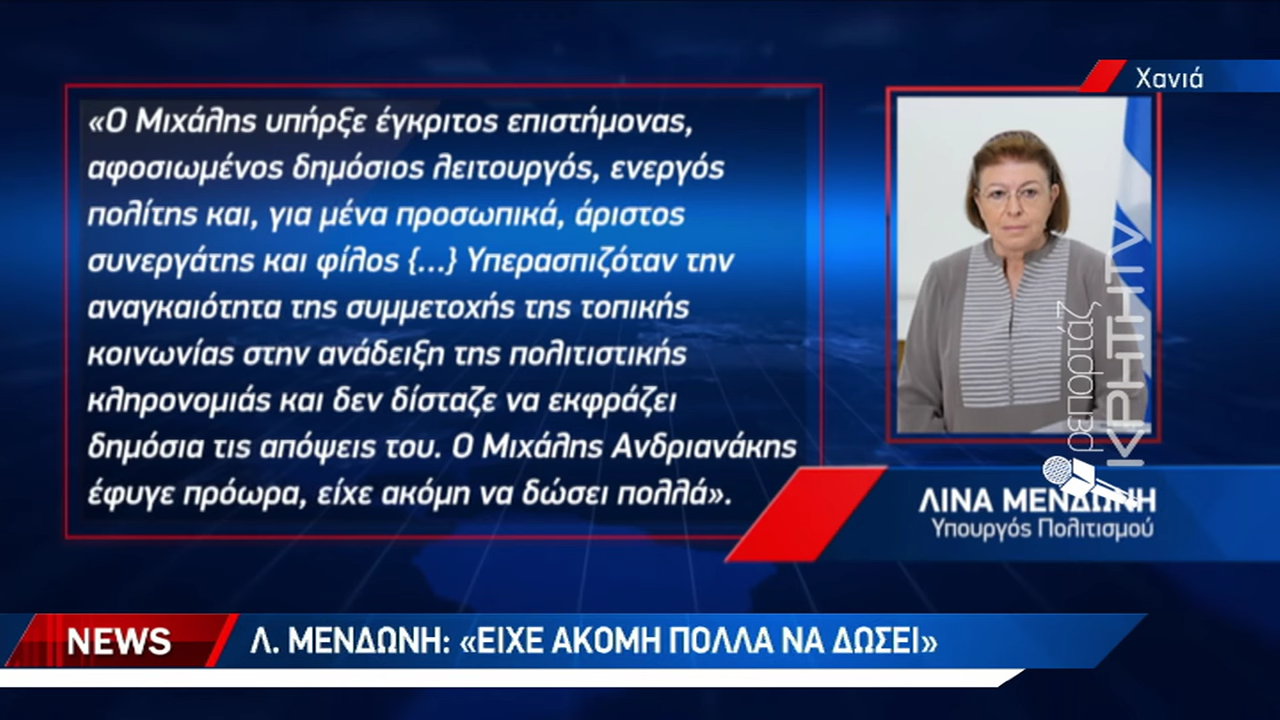 Χανιά
«Ο Μιχάλης υπήρξε έγκριτος επιστήμονας,
αφοσιωμένος δημόσιος λειτουργός, ενεργός
πολίτης και, για μένα προσωπικά, άριστος
συνεργάτης και φίλος {...} Υπερασπιζόταν την
αναγκαιότητα της συμμετοχής της τοπικής
κοινωνίας στην ανάδειξη της πολιτιστικής
κληρονομιάς και δεν δίσταζε να εκφράζει
δημόσια τις απόψεις του. Ο Μιχάλης Ανδριανάκης
έφυγε πρόωρα, είχε ακόμη να δώσει πολλά».
ρεπορτάζ
ΚΡΗΤΗ TV
ΛΙΝΑ ΜΕΝΔΩΝΗ
Υπουργός Πολιτισμού
NEWS
Λ. ΜΕΝΔΩΝΗ: «ΕΙΧΕ ΑΚΟΜΗ ΠΟΛΛΑ ΝΑ ΔΩΣΕΙ»